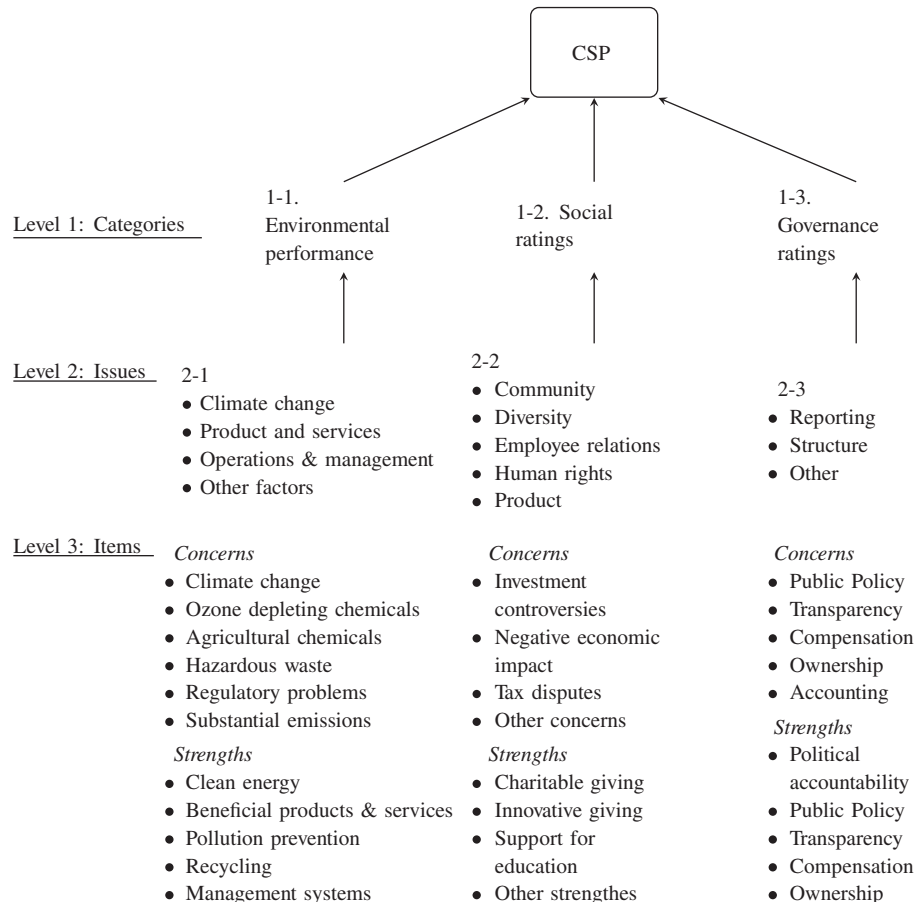 CSP
Level 1: Categories
1-1.
Environmental
performance
1-2. Social
ratings
1-3.
Governance
ratings
Level 2: Issues
2-1
• Climate change
• Product and services
• Operations & management
• Other factors
2-2
• Community
• Diversity
• Employee relations
• Human rights
• Product
2-3
• Reporting
• Structure
• Other
Level 3: Items
Concerns
• Climate change
• Ozone depleting chemicals
• Agricultural chemicals
• Hazardous waste
• Regulatory problems
• Substantial emissions
Strengths
• Clean energy
• Beneficial products & services
• Pollution prevention
• Recycling
• Management systems
Concerns
• Investment
controversies
• Negative economic
impact
• Tax disputes
• Other concerns
Strengths
• Charitable giving
• Innovative giving
• Support for
education
• Other strengthes
Concerns
• Public Policy
• Transparency
• Compensation
• Ownership
• Accounting
Strengths
• Political
accountability
• Public Policy
• Transparency
• Compensation
• Ownership